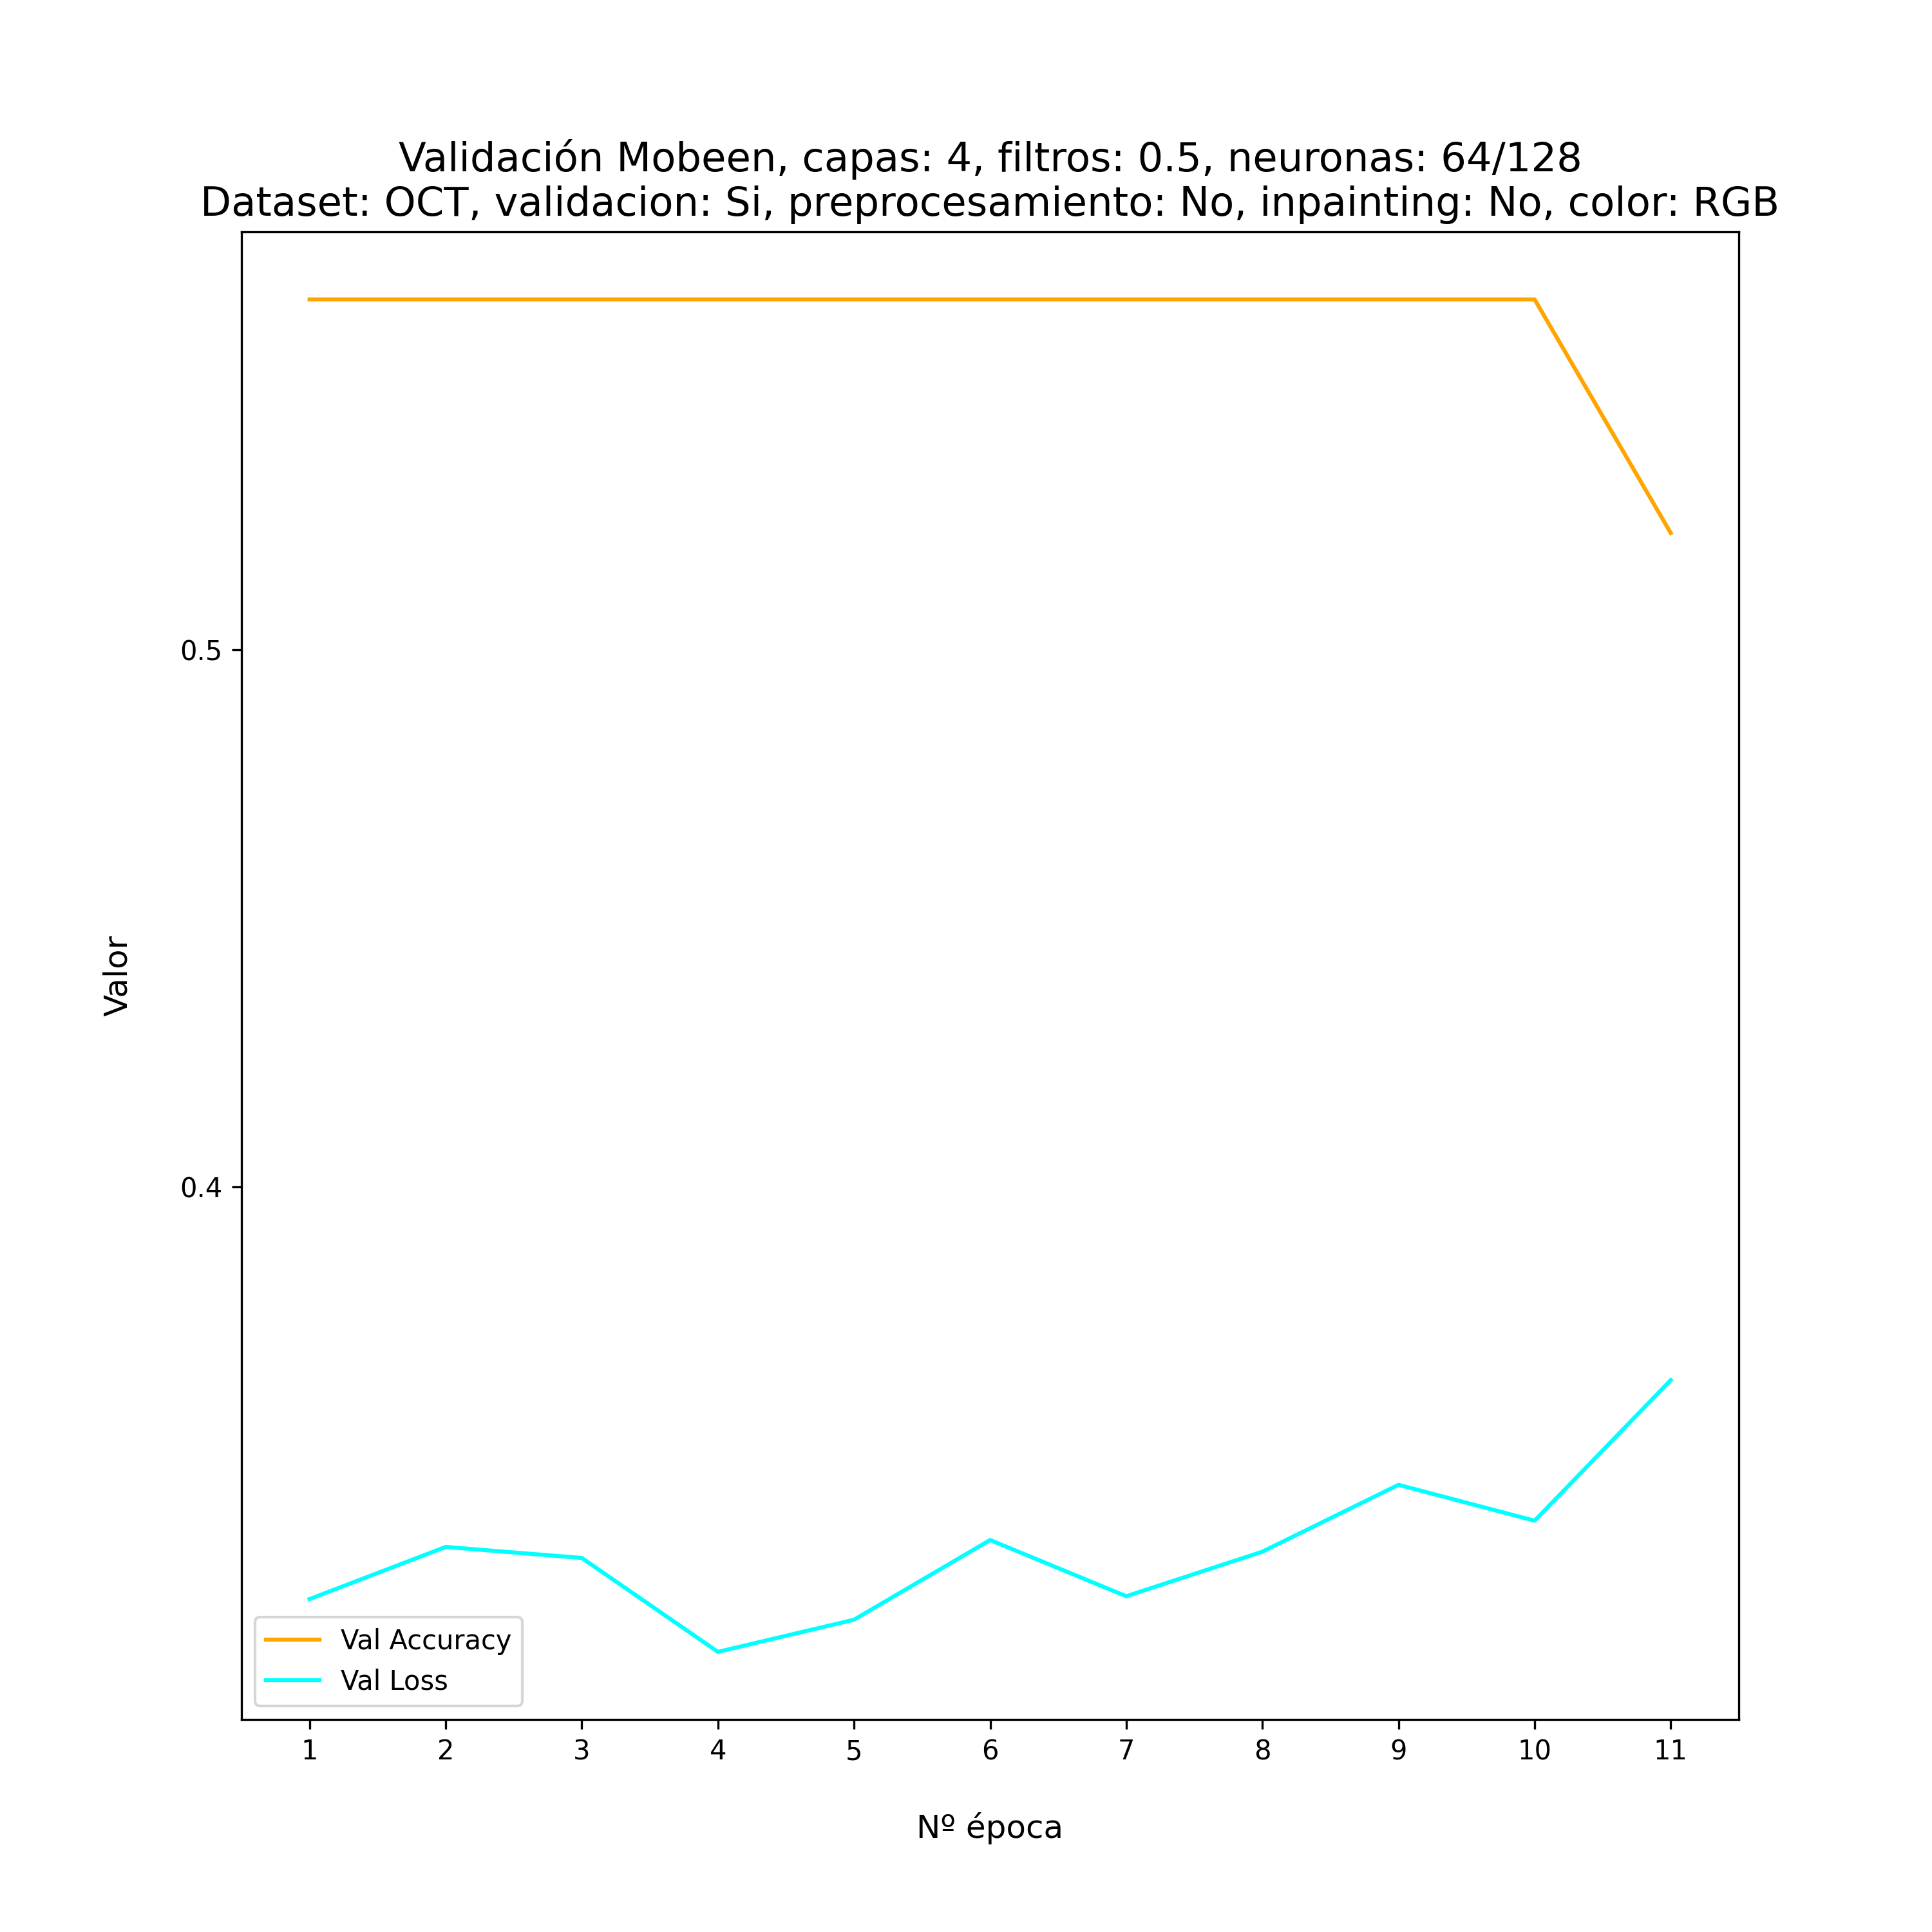 Validación Mobeen, capas: 4, filtros: 0.5, neuronas: 64/128
Dataset: OCT, validacion: Si, preprocesamiento: No, inpainting: No, color: RGB
0.5
0.4
Valor
Val Accuracy
Val Loss
1 2 3 4 5 6 7 8 9 10 11
Nº época